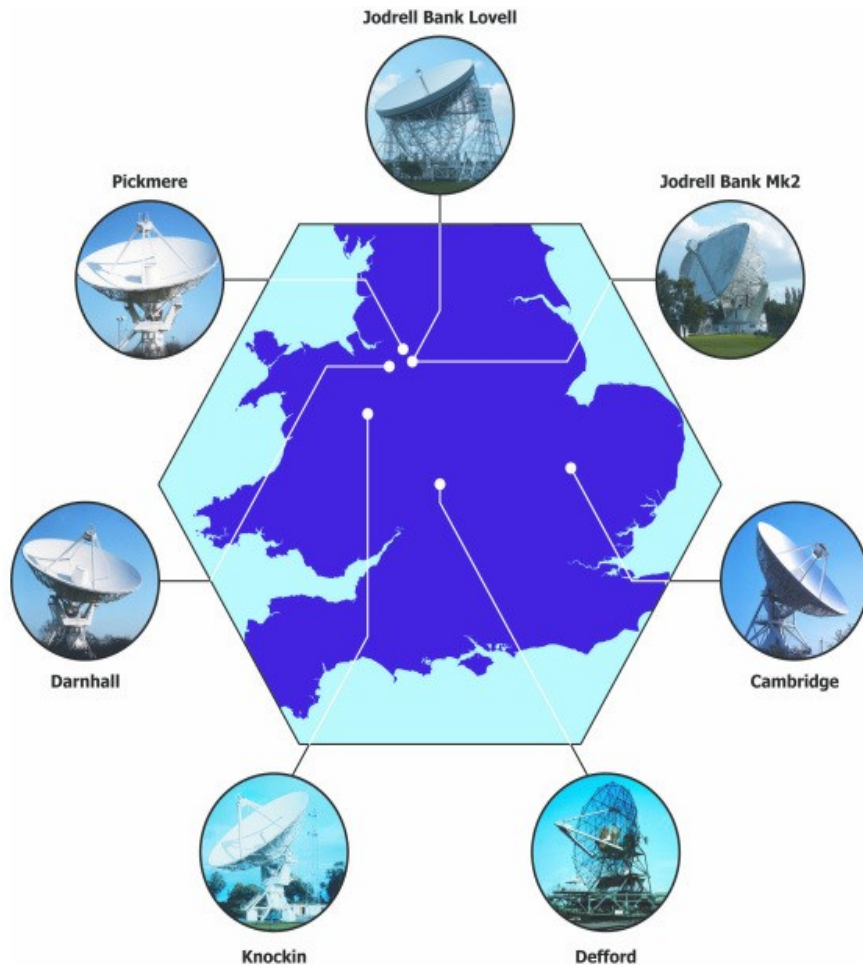 Jodrell Bank Lovell
Pickmere
Jodrell Bank Mk2
Darnhall
Cambridge
Knockin
Defford